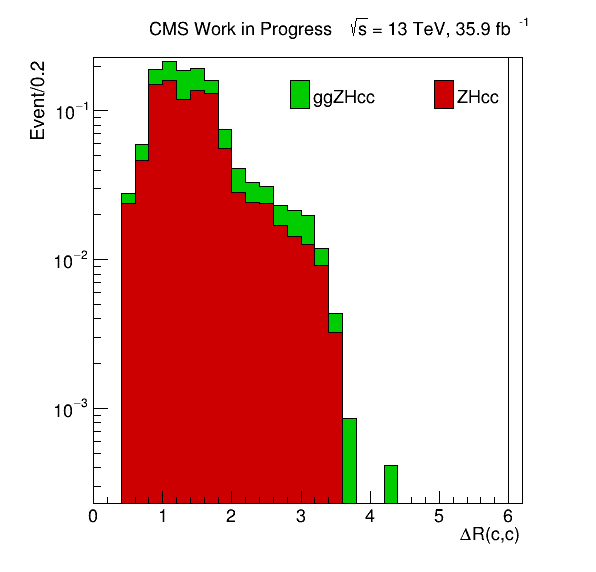 CMS Work in Progress √s = 13 TeV, 35.9 fb -1
Event/0.2
ggZHcc ZHcc
10−1
10−2
10−3
0 1 2 3 4 5 6
ΔR(c,c)